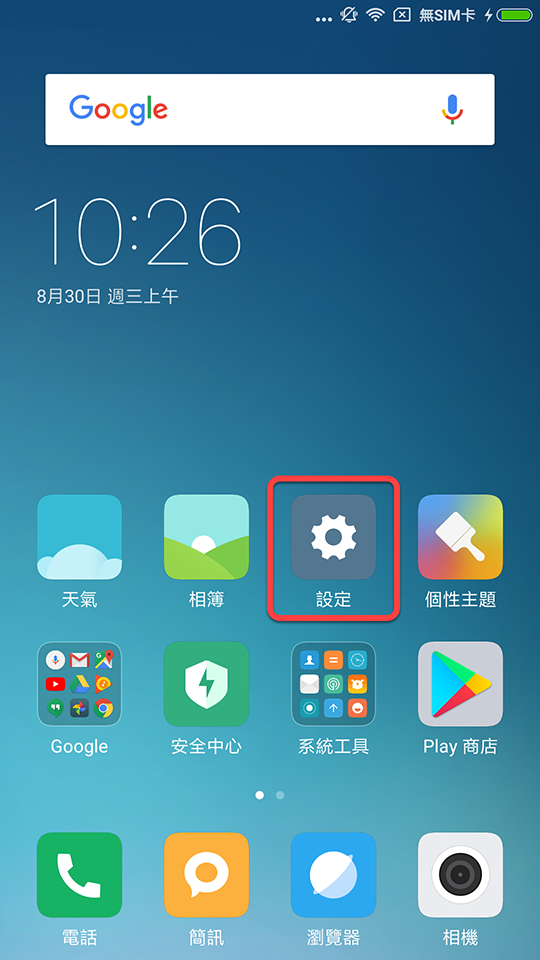 無SIM卡
Google
10:26
8月30日 週三上午
天氣
相簿
設定
個性主題
Google
安全中心
系統工具
Play 商店
電話
簡訊
瀏覽器
相機